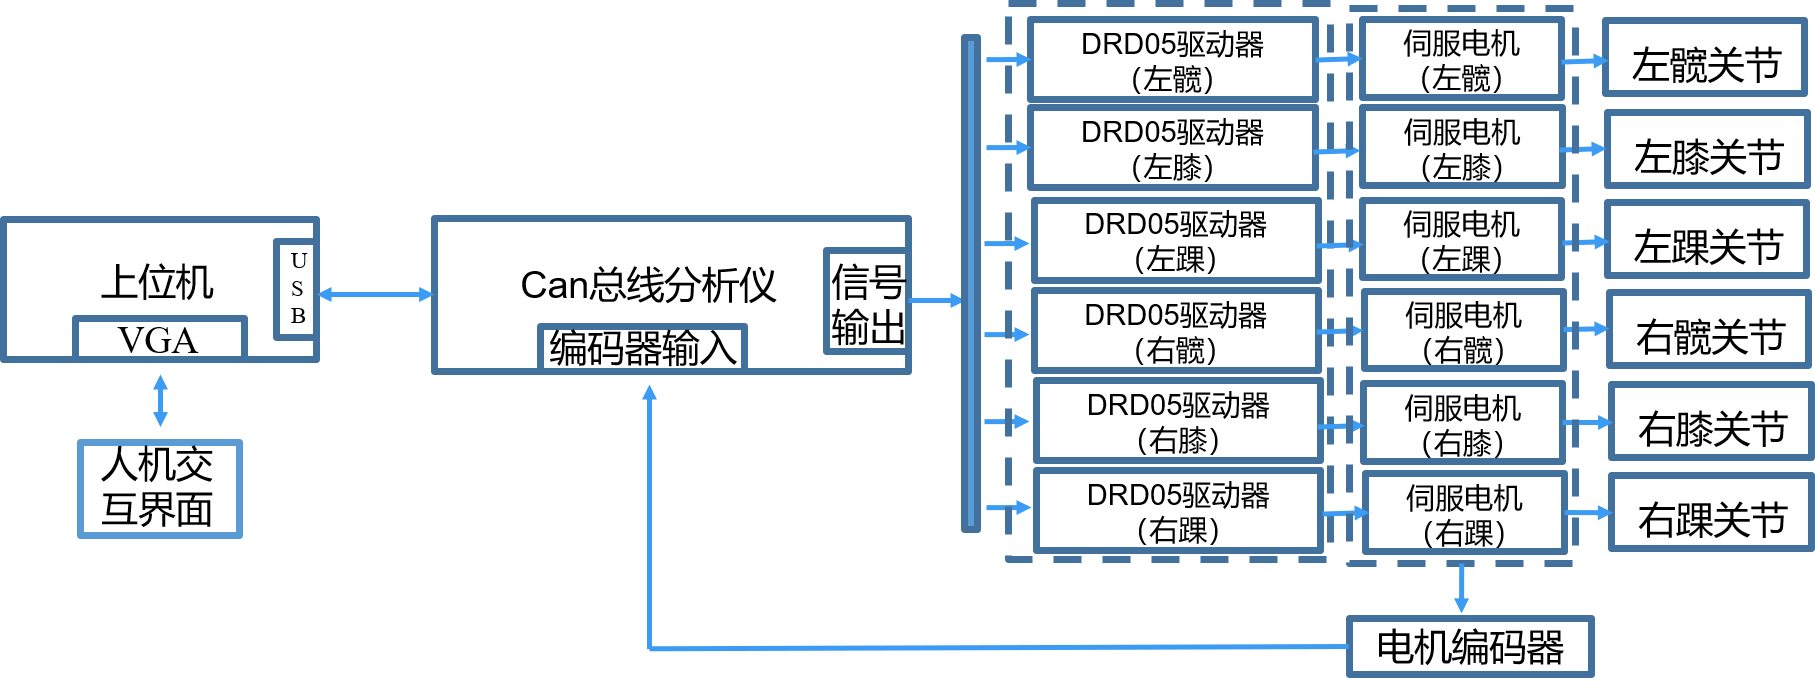 上位机
U
S
B
VGA
人机交
互界面
Can总线分析仪
编码器输入
信号
输出
DRD05驱动器
（左髋）
伺服电机
（左髋）
左髋关节
DRD05驱动器
（左膝）
伺服电机
（左膝）
左膝关节
DRD05驱动器
（左踝）
伺服电机
（左踝）
左踝关节
DRD05驱动器
（右髋）
伺服电机
（右髋）
右髋关节
DRD05驱动器
（右膝）
伺服电机
（右膝）
右膝关节
DRD05驱动器
（右踝）
伺服电机
（右踝）
右踝关节
电机编码器